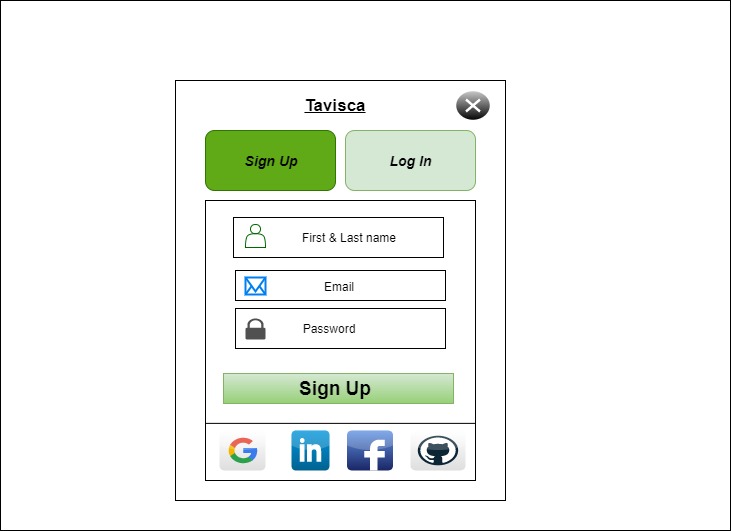 Tavisca
Sign Up
Log In
First & Last name
Email
Password
Sign Up
G in f